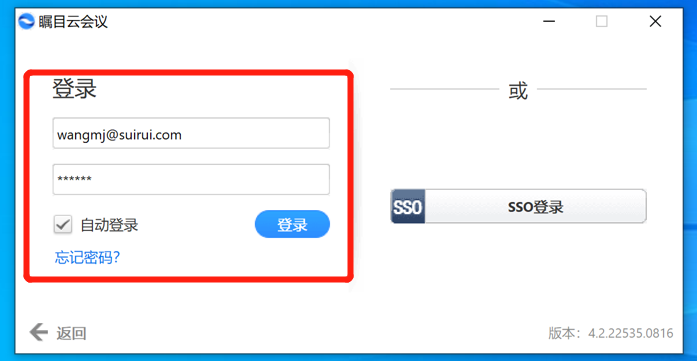 瞩目云会议
登录
wangmj@suirui.com
******
自动登录
登录
忘记密码?
或
SSO
SSO登录
返回
版本：4.2.22535.0816